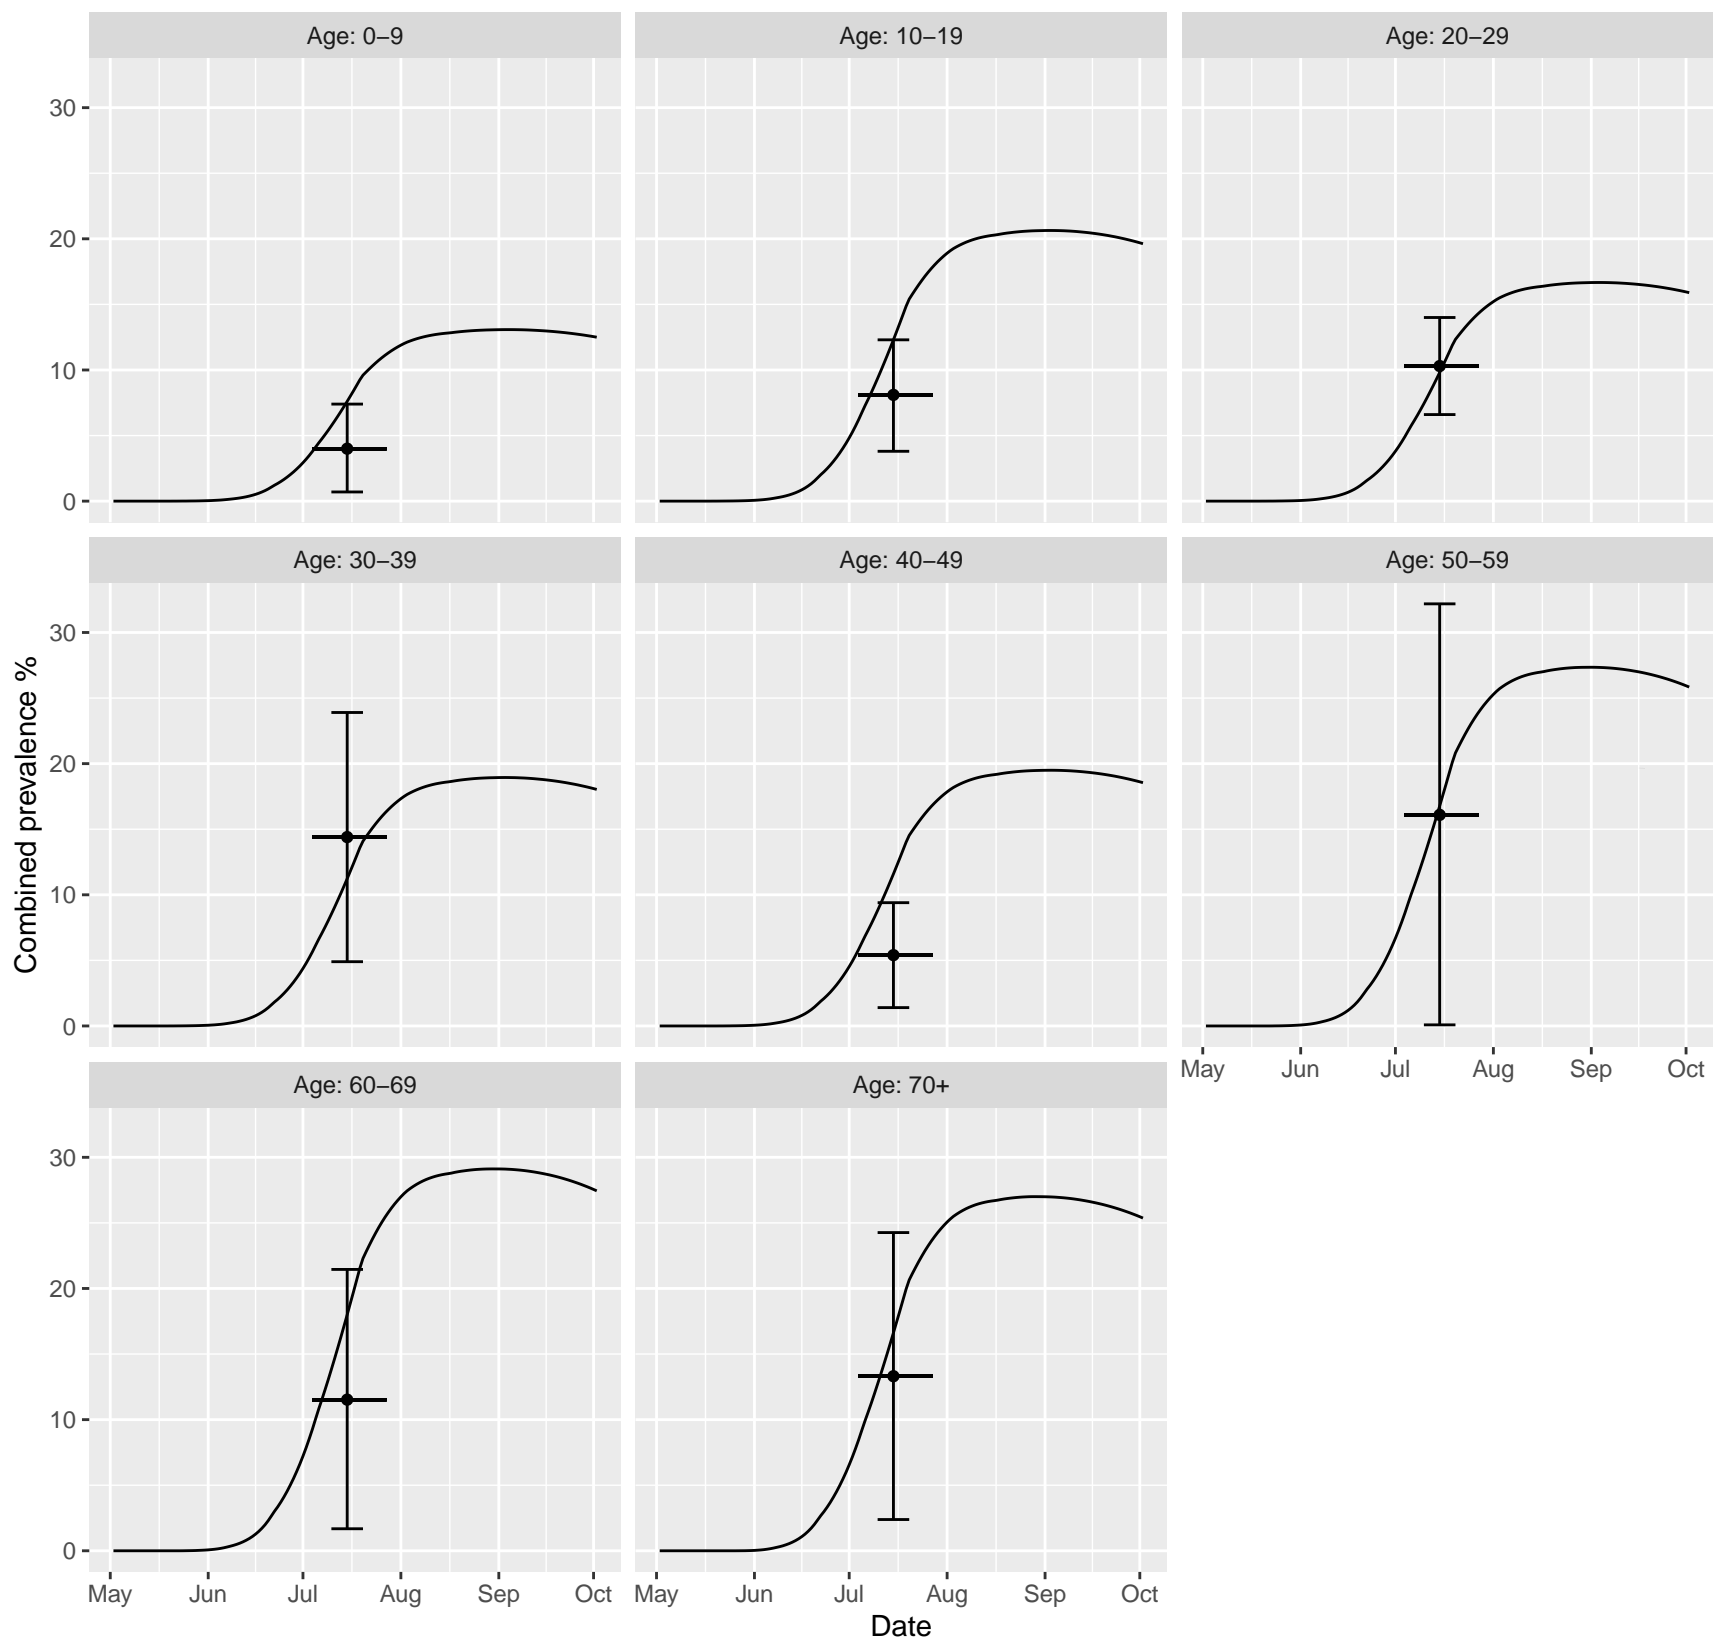 Age: 0–9
Age: 10–19
Age: 20–29
30
20
10
0
Age: 30–39
Age: 40–49
Age: 50–59
30
20
10
0
Combined prevalence %
May Jun Jul Aug Sep Oct
Age: 60–69
Age: 70+
30
20
10
0
May Jun Jul Aug Sep Oct
May Jun Jul Aug Sep Oct
Date